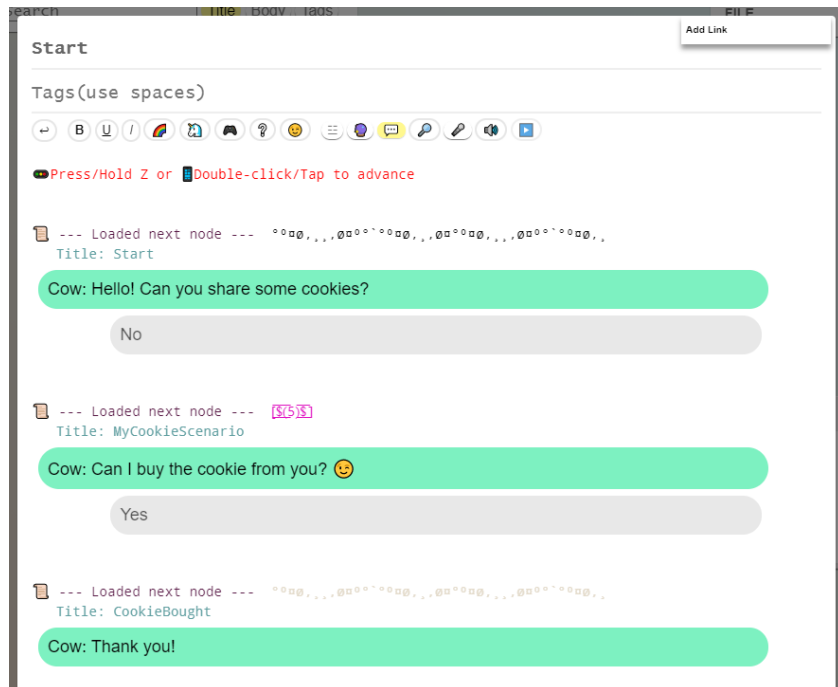 Search
Title Body Tags
FILE
Add Link
Start
Tags(use spaces)
B U I
Press/Hold Z or Double-click/Tap to advance
--- Loaded next node --- °º¤ø,¸¸,ø¤º°`°º¤ø,¸,ø¤°º¤ø,¸¸,ø¤º°`°º¤ø,¸
Title: Start
Cow: Hello! Can you share some cookies?
No
--- Loaded next node --- [̲̅$̲̅(̲̅5̲̅)̲̅$̲̅]
Title: MyCookieScenario
Cow: Can I buy the cookie from you? 😉
Yes
--- Loaded next node --- °º¤ø,¸¸,ø¤º°`°º¤ø,¸,ø¤°º¤ø,¸¸,ø¤º°`°º¤ø,¸
Title: CookieBought
Cow: Thank you!